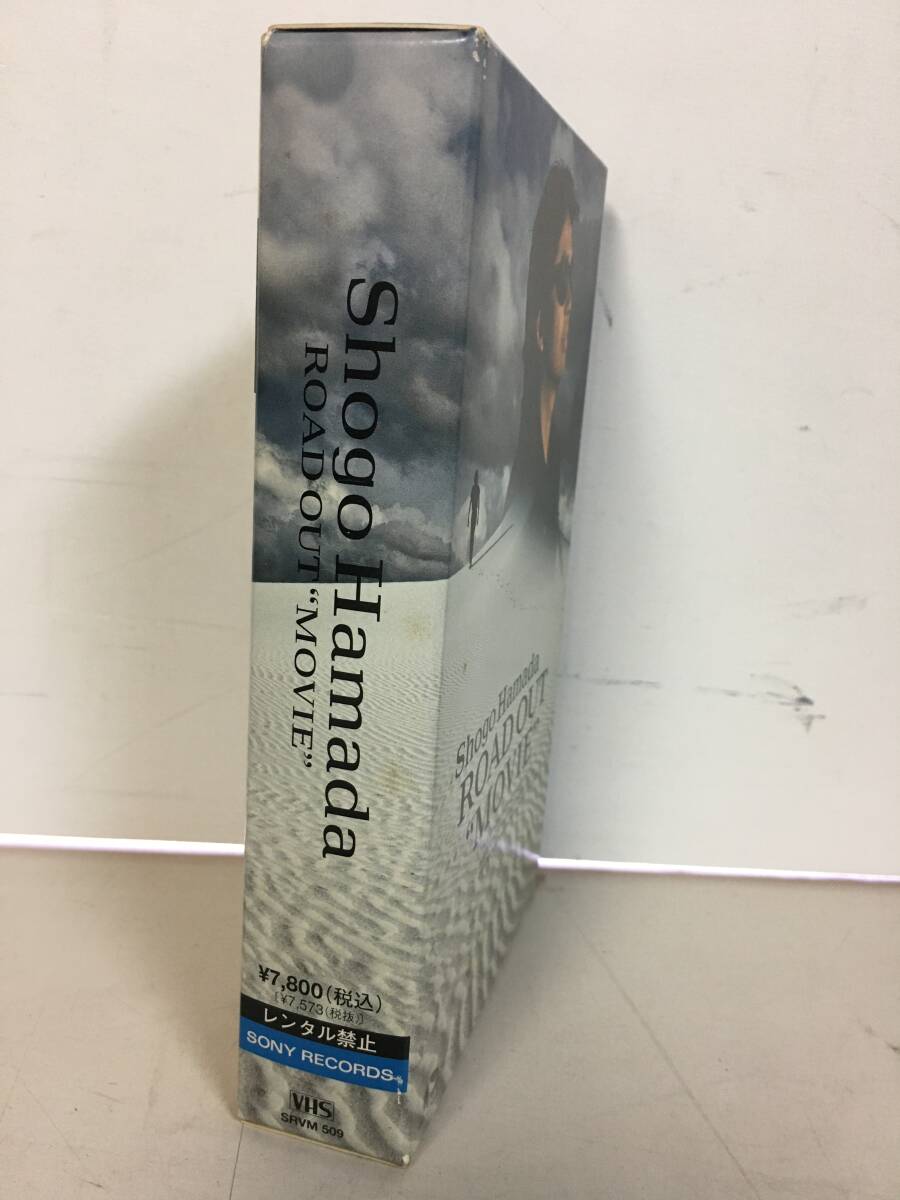 Shogo Hamada
ROAD OUT “MOVIE”
¥7,800(税込)
(¥7,573(税抜))
レンタル禁止
SONY RECORDS
VHS
SRVM 509
Shogo Hamada
ROAD OUT
“MOVIE”